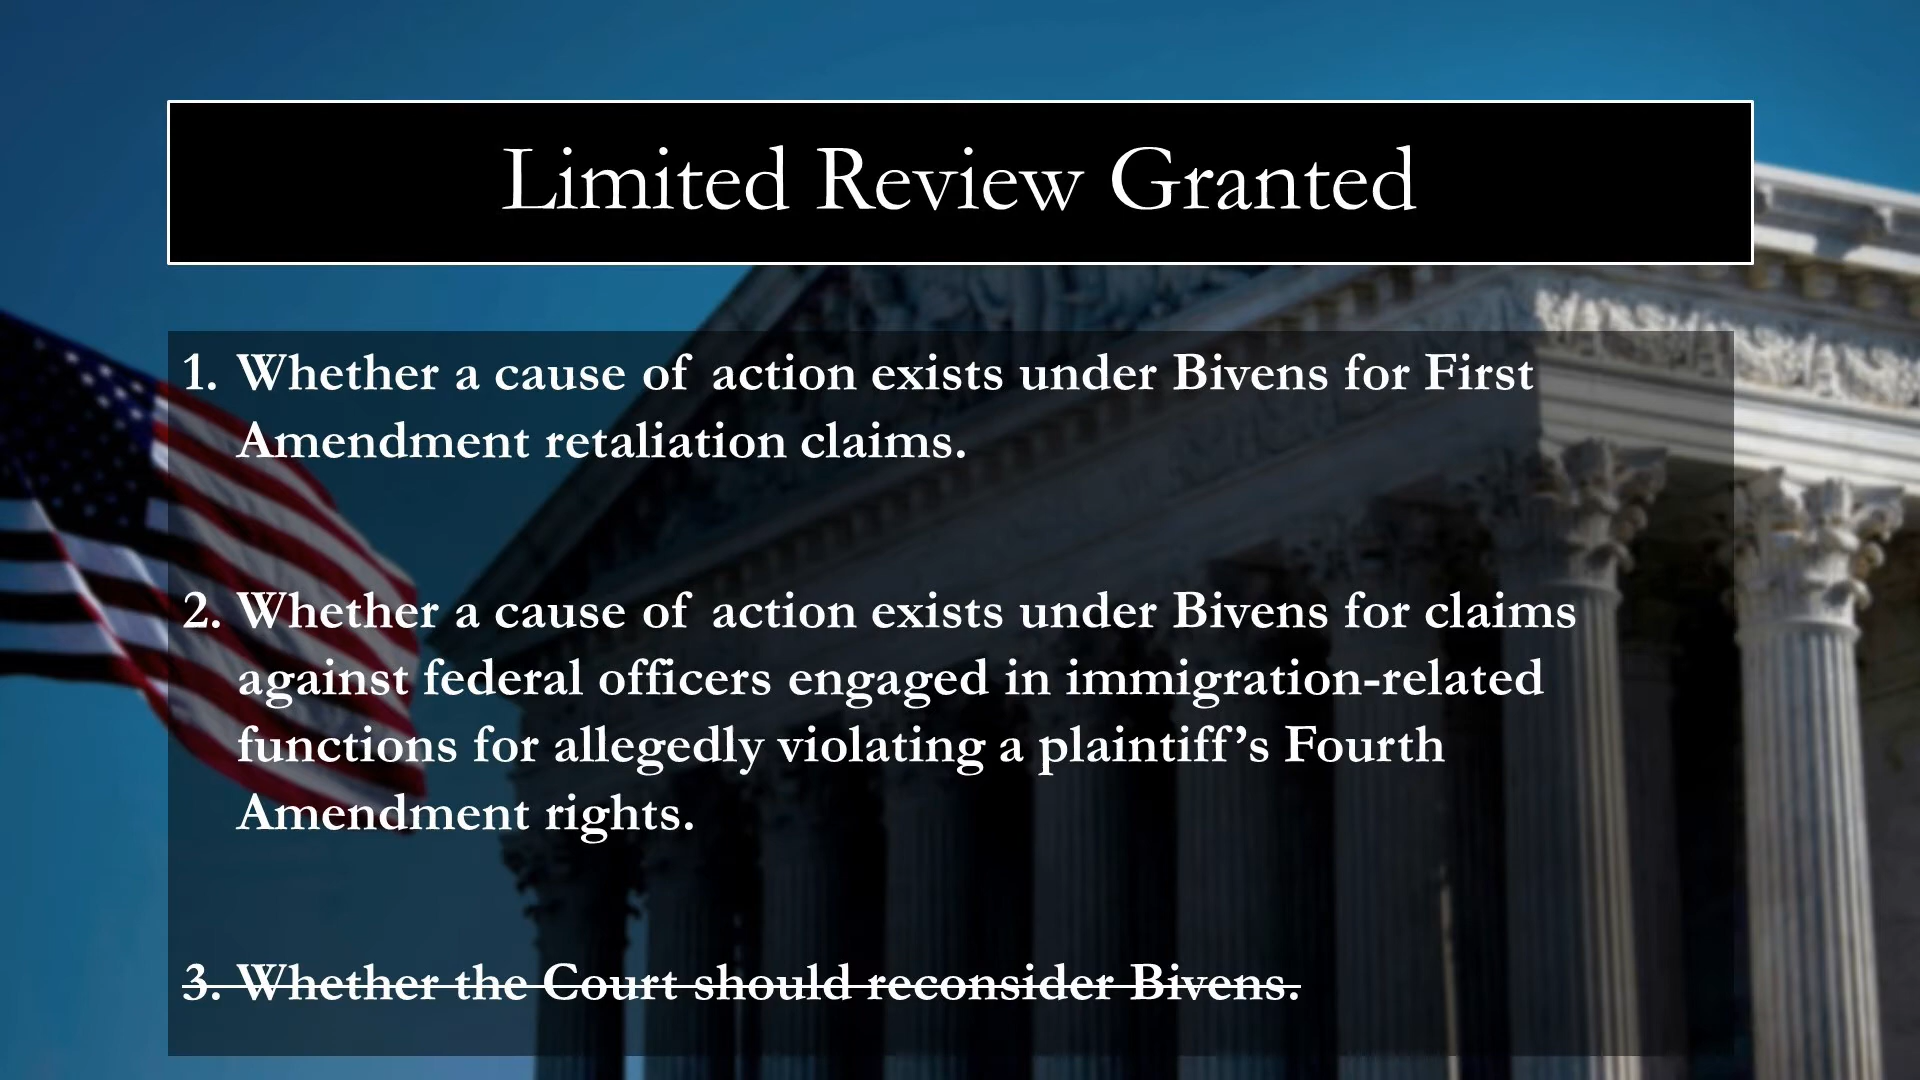 Limited Review Granted
1. Whether a cause of action exists under Bivens for First
Amendment retaliation claims.
2. Whether a cause of action exists under Bivens for claims
against federal officers engaged in immigration-related
functions for allegedly violating a plaintiff’s Fourth
Amendment rights.
3. Whether the Court should reconsider Bivens.